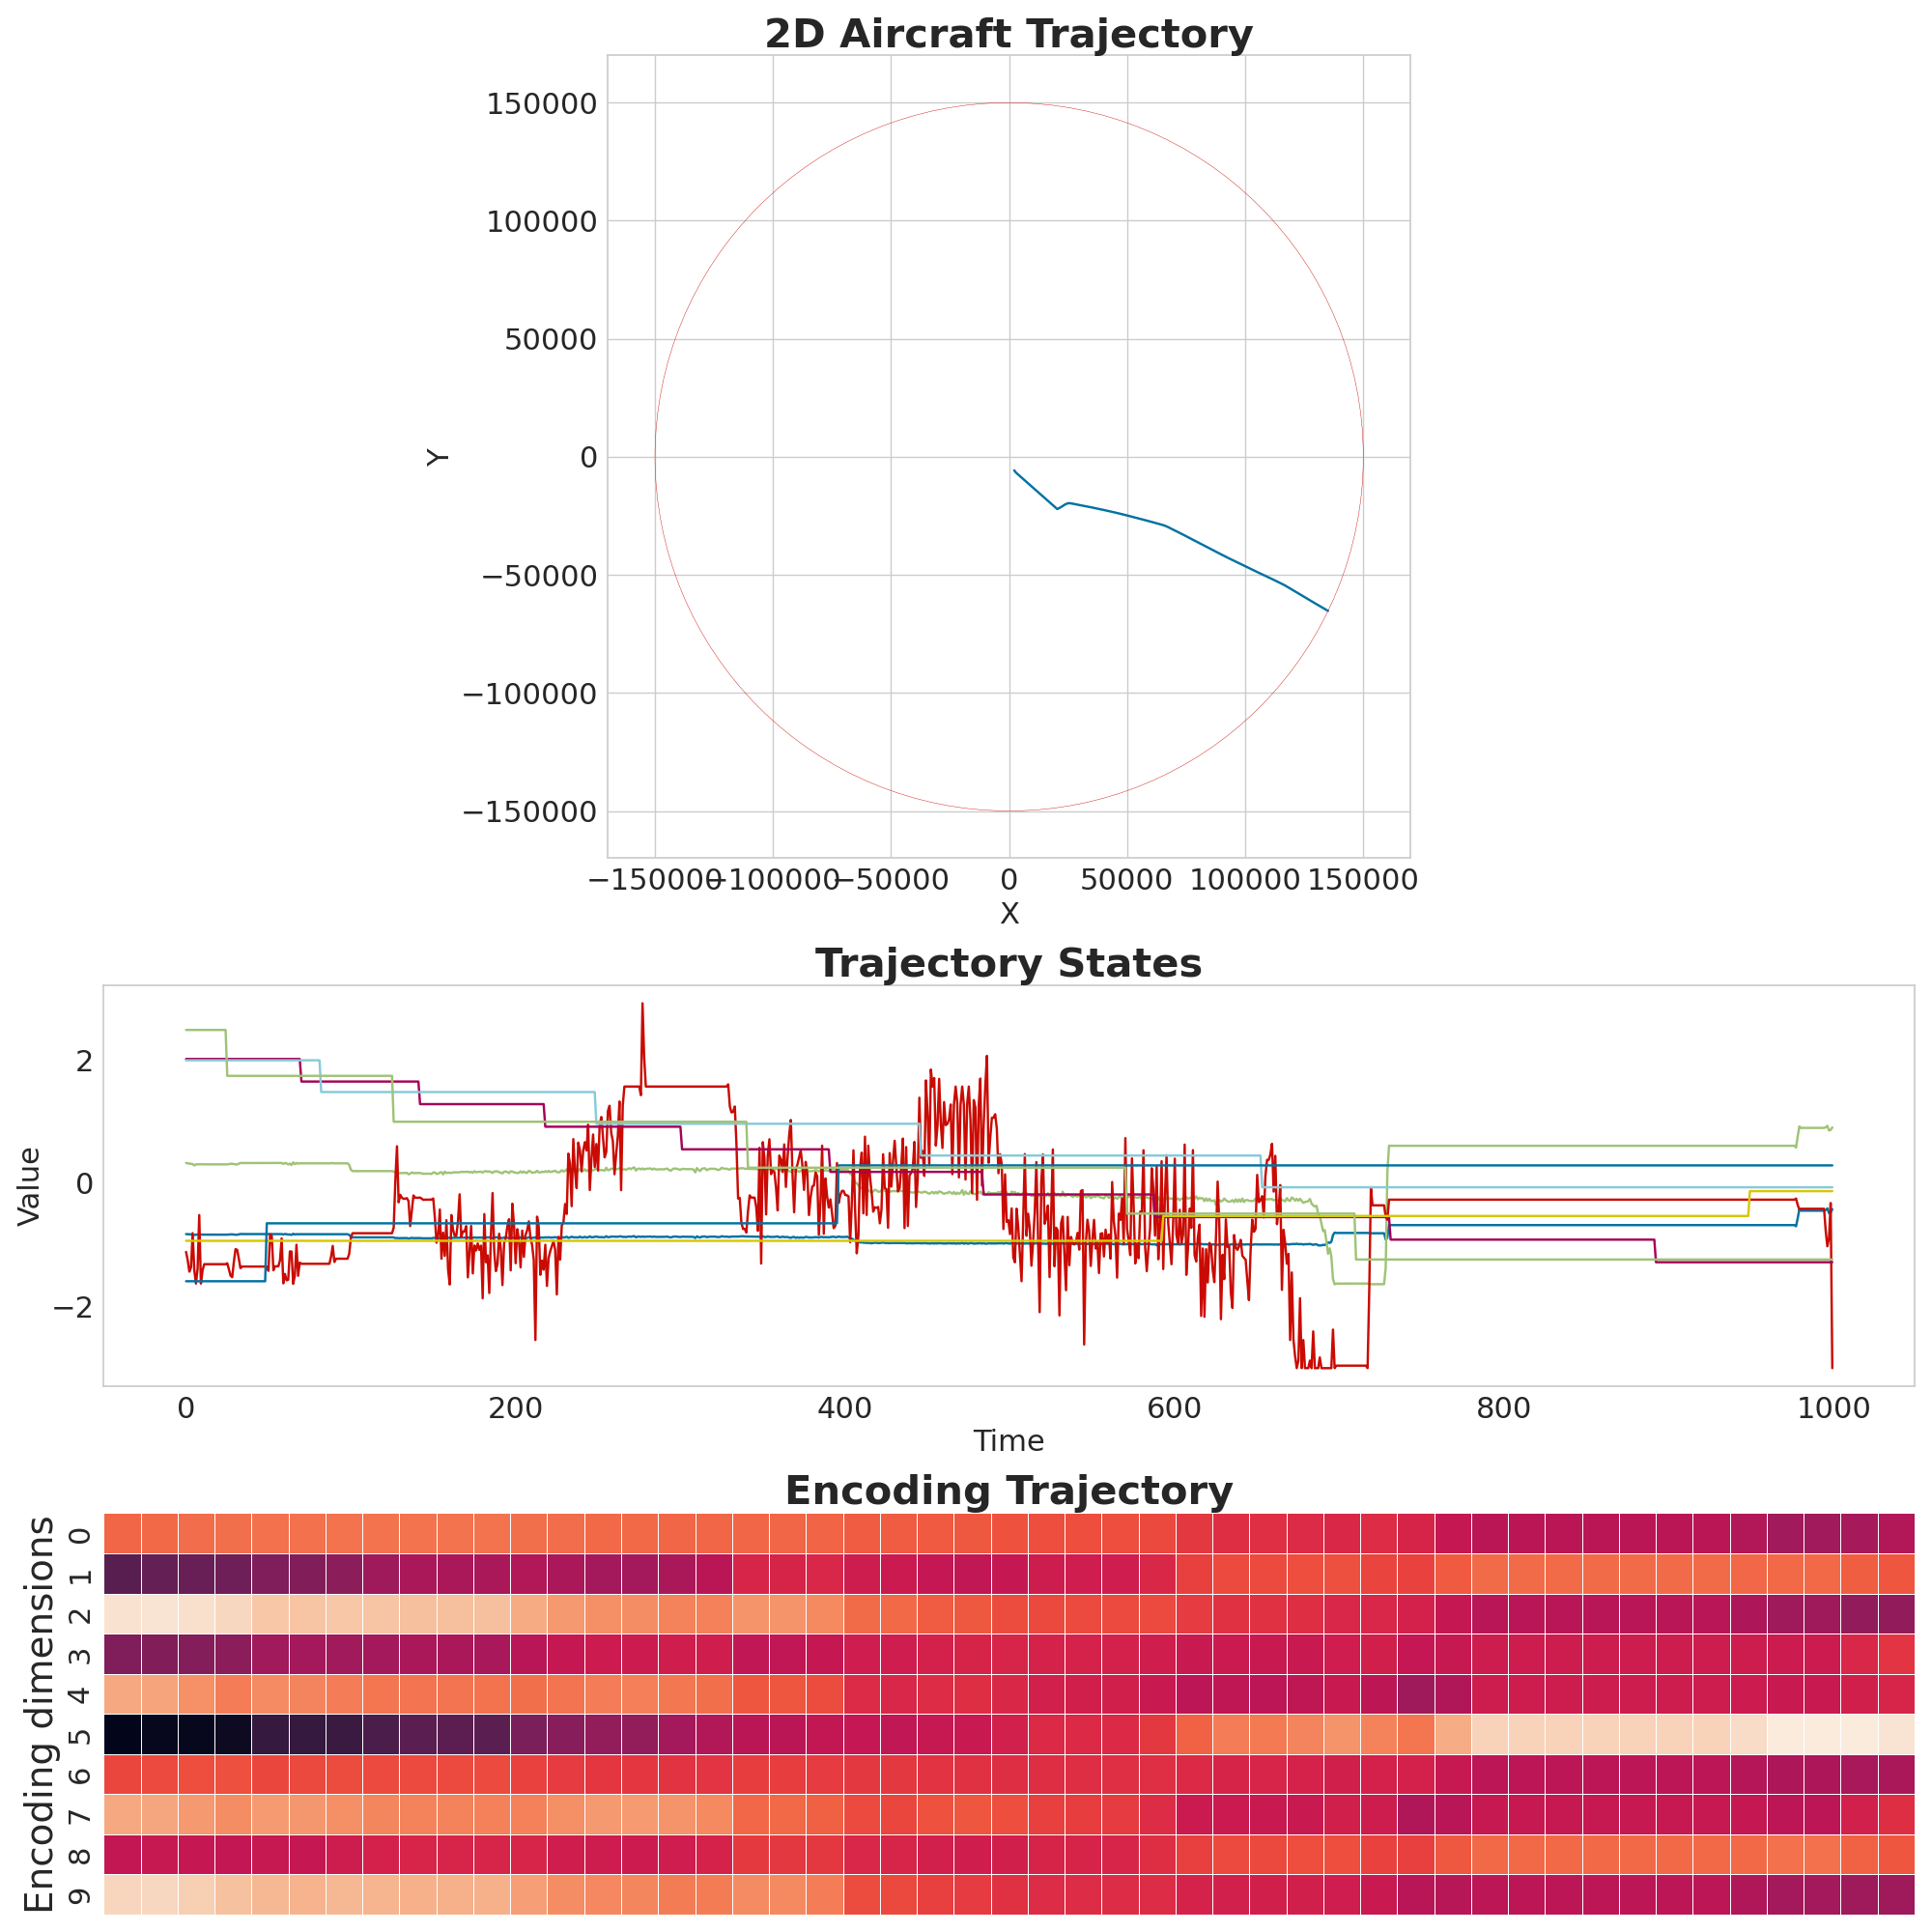 2D Aircraft Trajectory
150000
100000
50000
0
−50000
−100000
−150000
Y
−150000 −100000 −50000 0 50000 100000 150000
X
Trajectory States
2
0
−2
Value
0 200 400 600 800 1000
Time
Encoding Trajectory
Encoding dimensions
0
1
2
3
4
5
6
7
8
9